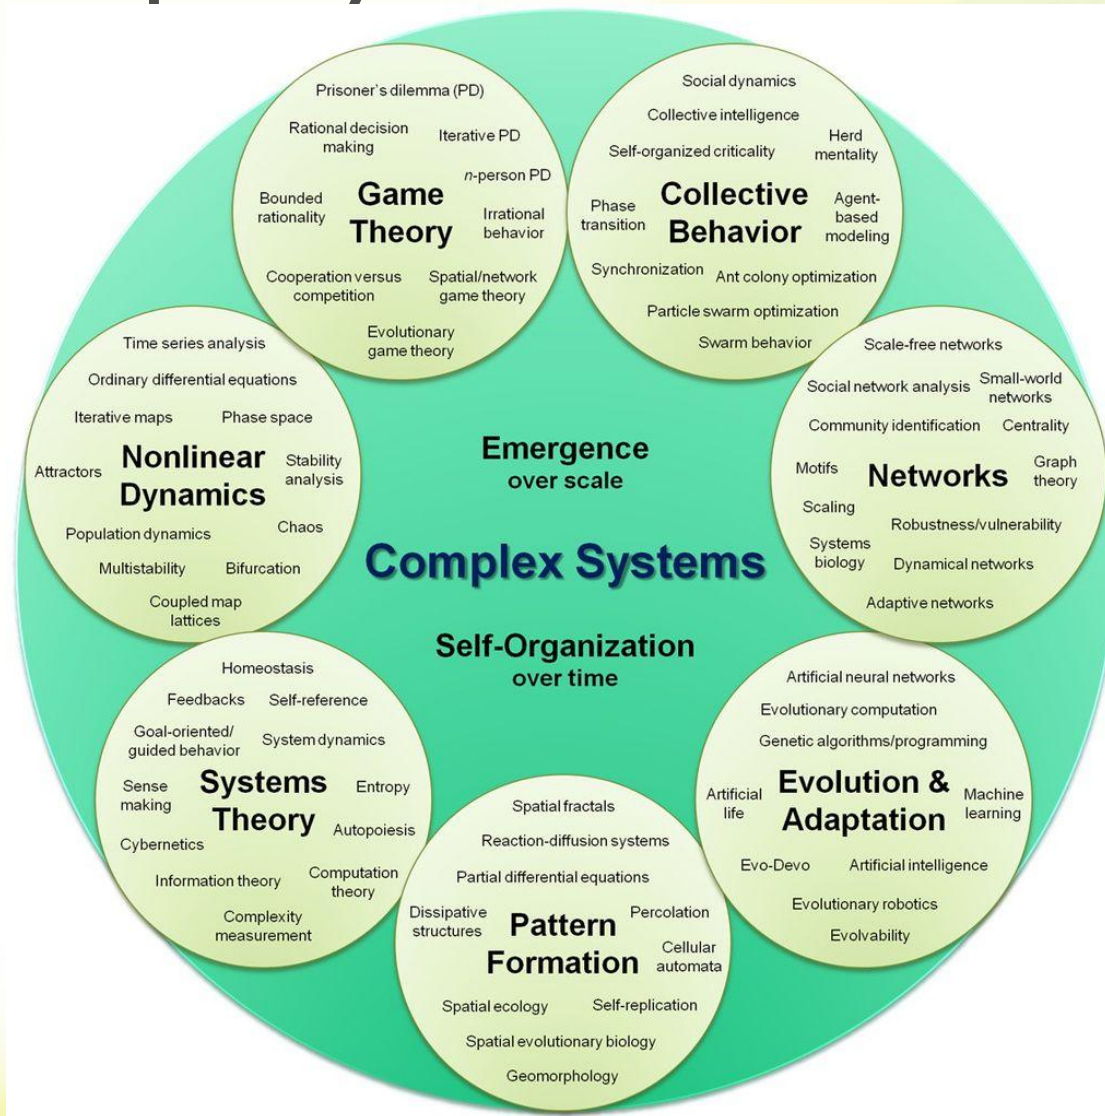 Prisoner's dilemma (PD)
Rational decision
making
Iterative PD
n-person PD
Bounded
rationality
Game
Theory
Irrational
behavior
Cooperation versus
competition
Spatial/network
game theory
Evolutionary
game theory
Social dynamics
Collective intelligence
Herd
mentality
Self-organized criticality
Phase
transition
Collective
Behavior
Agent-
based
modeling
Synchronization
Ant colony optimization
Particle swarm optimization
Swarm behavior
Time series analysis
Ordinary differential equations
Iterative maps
Phase space
Attractors
Nonlinear
Dynamics
Stability
analysis
Population dynamics
Chaos
Multistability
Bifurcation
Coupled map
lattices
Emergence
over scale
Complex Systems
Self-Organization
over time
Scale-free networks
Social network analysis
Small-world
networks
Community identification
Centrality
Motifs
Networks
Graph
theory
Scaling
Robustness/vulnerability
Systems
biology
Dynamical networks
Adaptive networks
Homeostasis
Feedbacks
Self-reference
Goal-oriented/
guided behavior
System dynamics
Sense
making
Systems
Theory
Entropy
Autopoiesis
Cybernetics
Information theory
Computation
theory
Complexity
measurement
Spatial fractals
Reaction-diffusion systems
Partial differential equations
Dissipative
structures
Pattern
Formation
Percolation
Cellular
automata
Spatial ecology
Self-replication
Spatial evolutionary biology
Geomorphology
Artificial neural networks
Evolutionary computation
Genetic algorithms/programming
Artificial
life
Evolution &
Adaptation
Machine
learning
Evo-Devo
Artificial intelligence
Evolutionary robotics
Evolvability